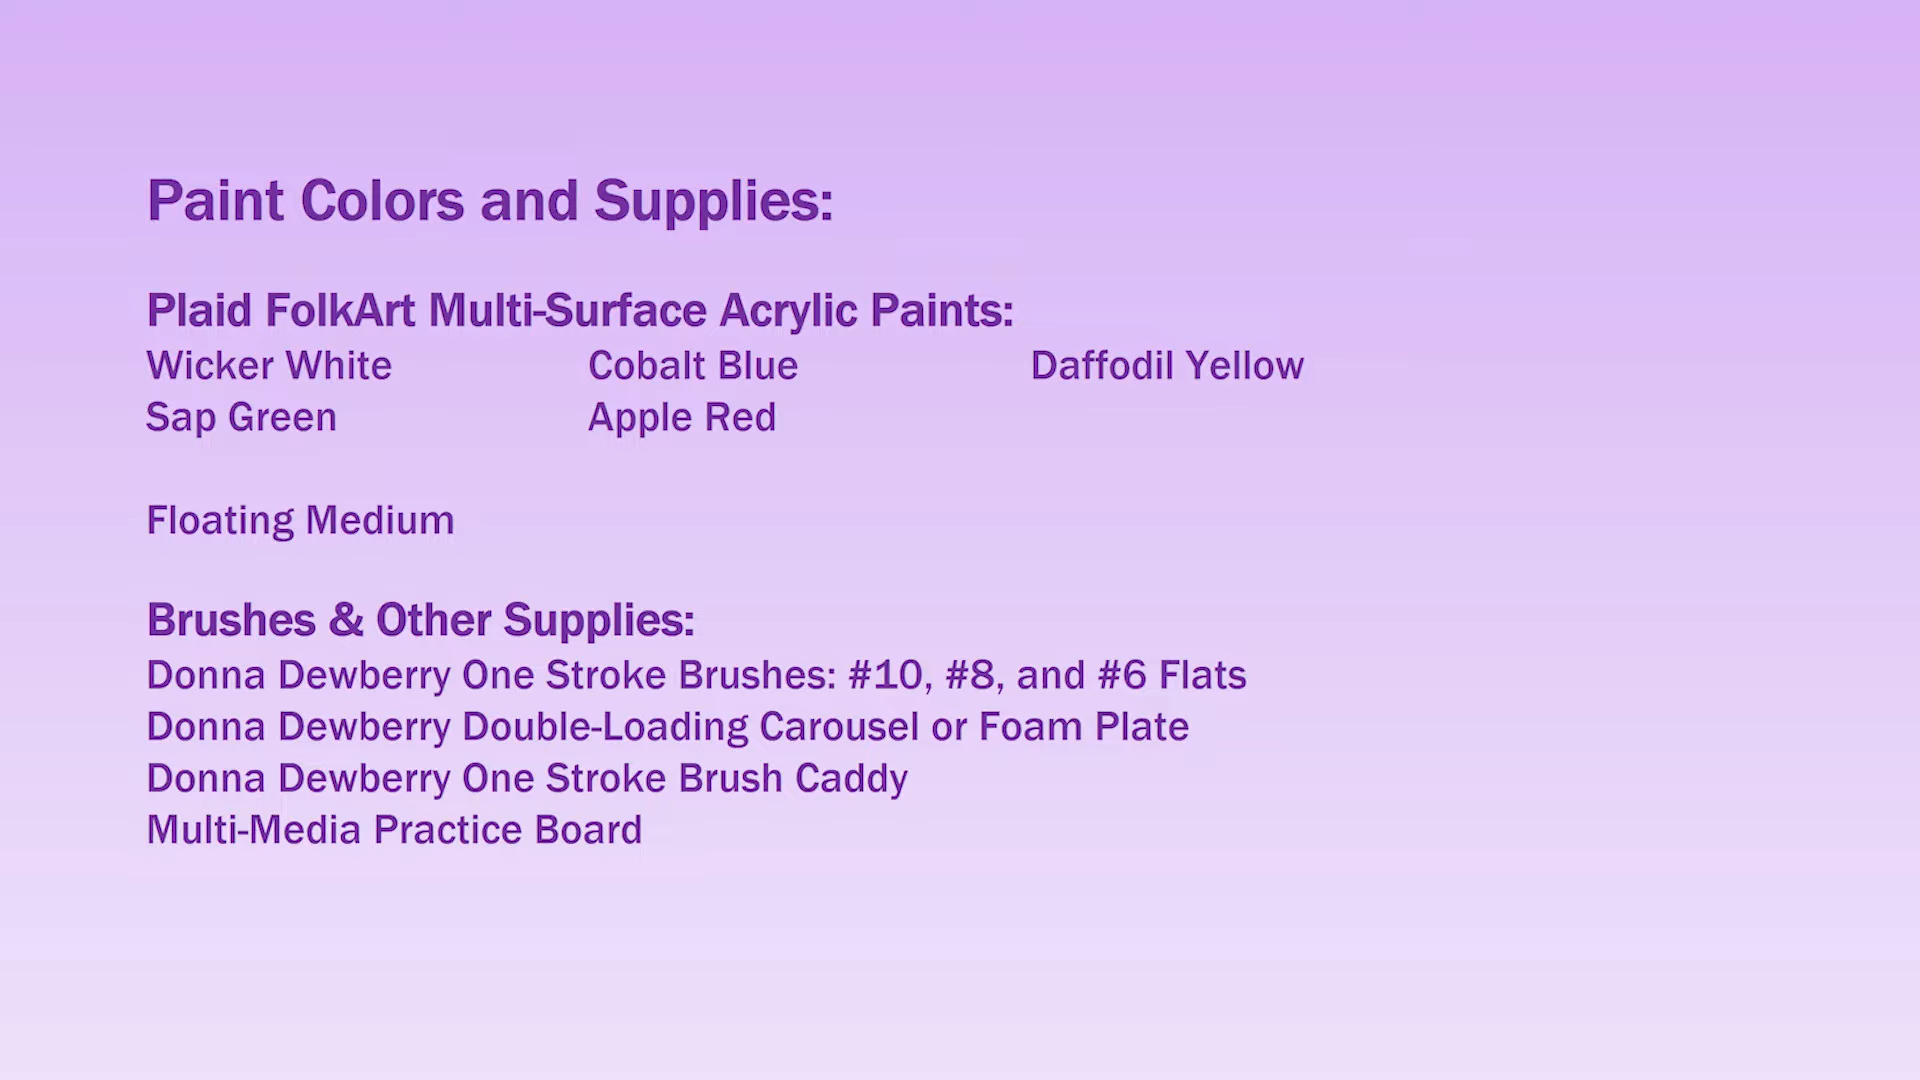 Paint Colors and Supplies:
Plaid FolkArt Multi-Surface Acrylic Paints:
Wicker White Cobalt Blue Daffodil Yellow
Sap Green Apple Red
Floating Medium
Brushes & Other Supplies:
Donna Dewberry One Stroke Brushes: #10, #8, and #6 Flats
Donna Dewberry Double-Loading Carousel or Foam Plate
Donna Dewberry One Stroke Brush Caddy
Multi-Media Practice Board